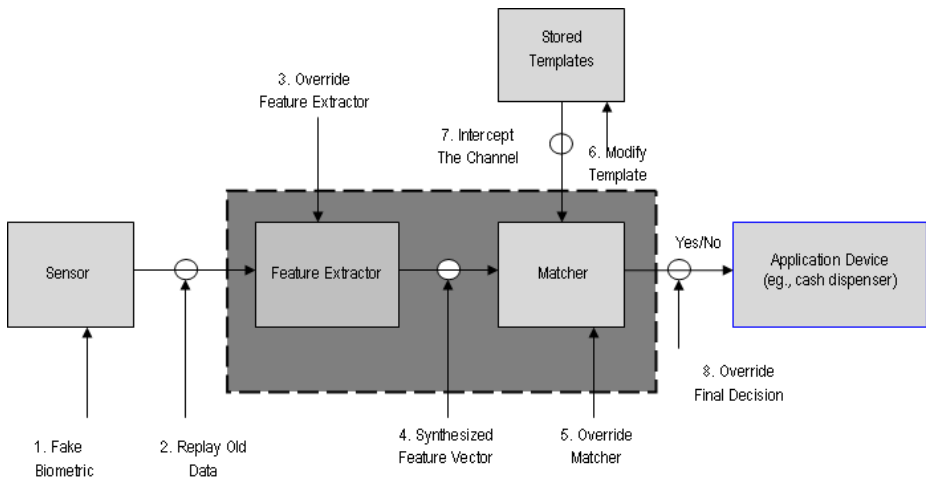 Stored
Templates
3. Override
Feature Extractor
7. Intercept
The Channel
6. Modify
Template
Sensor
Feature Extractor
Matcher
Yes/No
Application Device
(eg., cash dispenser)
8. Override
Final Decision
1. Fake
Biometric
2. Replay Old
Data
4. Synthesized
Feature Vector
5. Override
Matcher